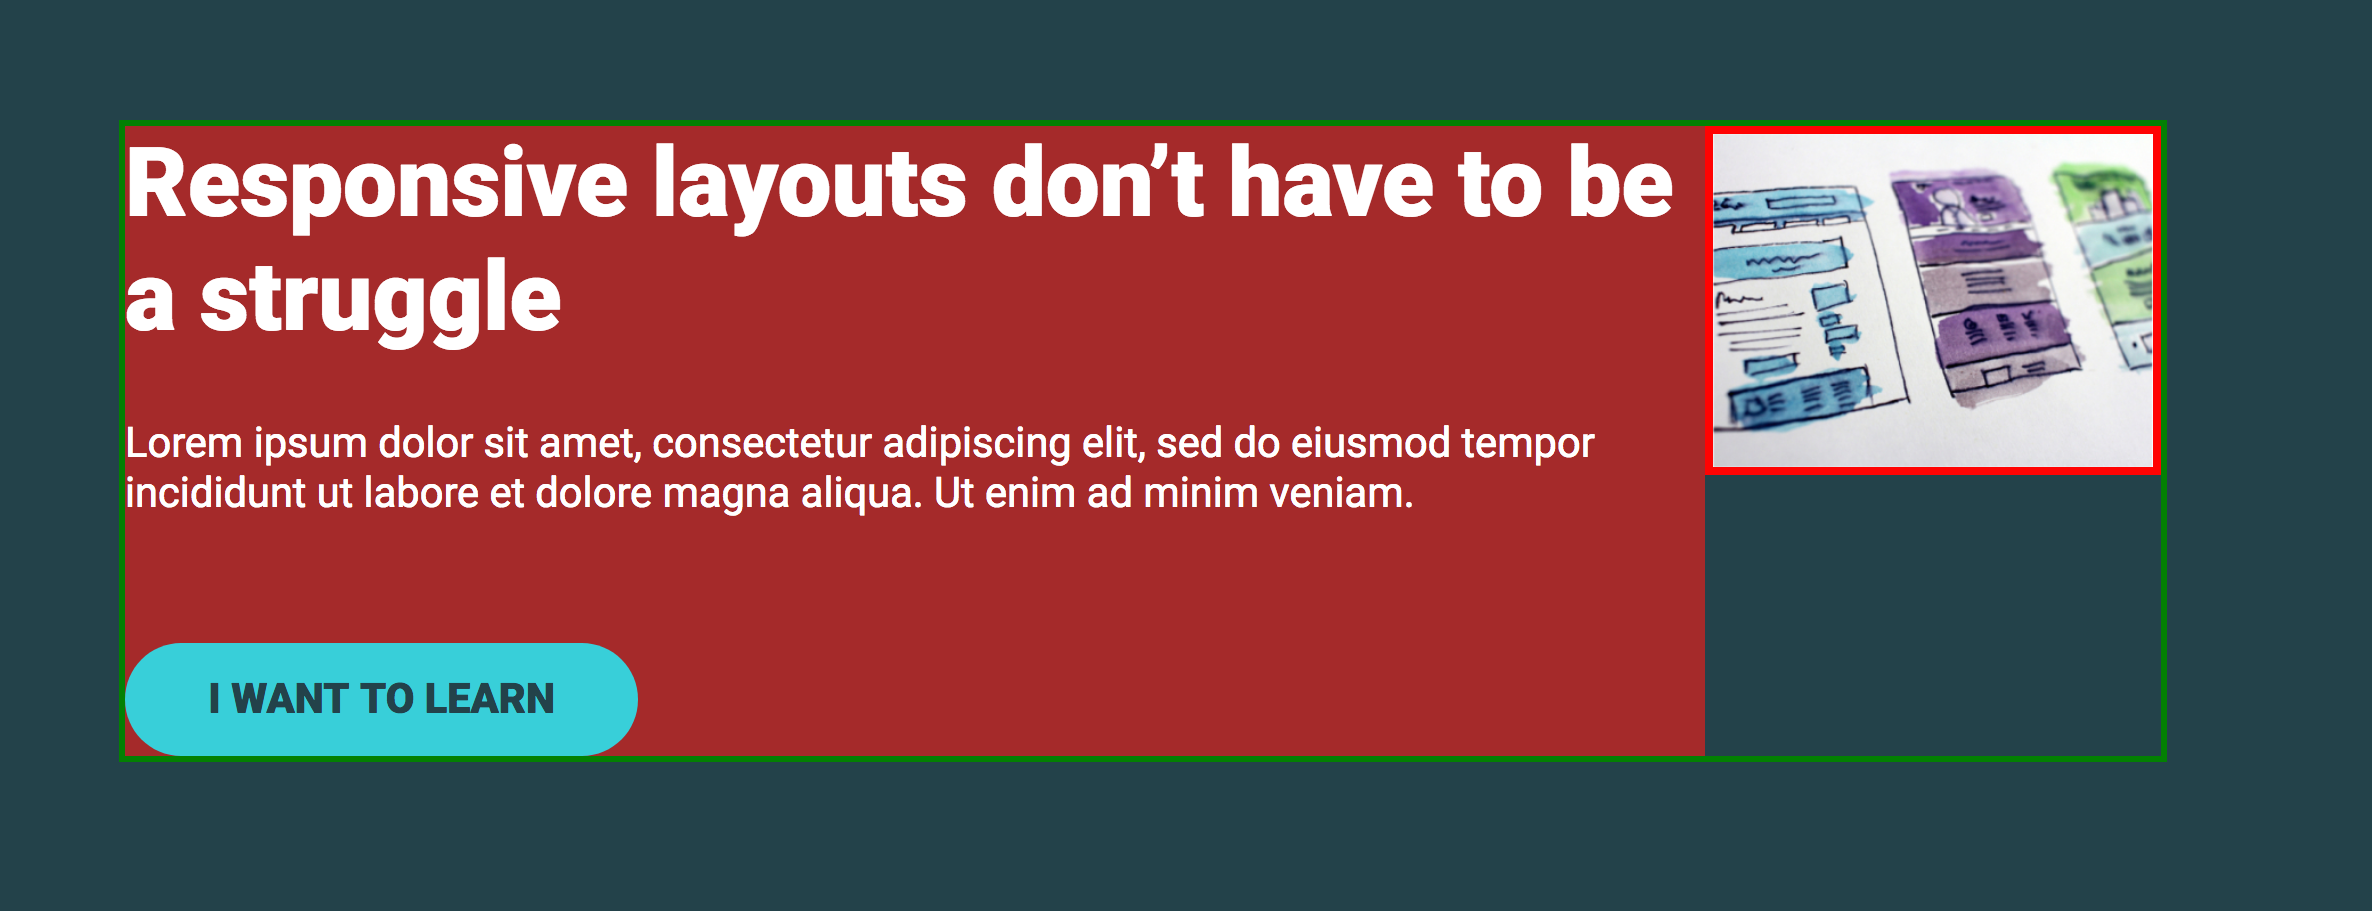 Responsive layouts don’t have to be
a struggle
Lorem ipsum dolor sit amet, consectetur adipiscing elit, sed do eiusmod tempor
incididunt ut labore et dolore magna aliqua. Ut enim ad minim veniam.
I WANT TO LEARN